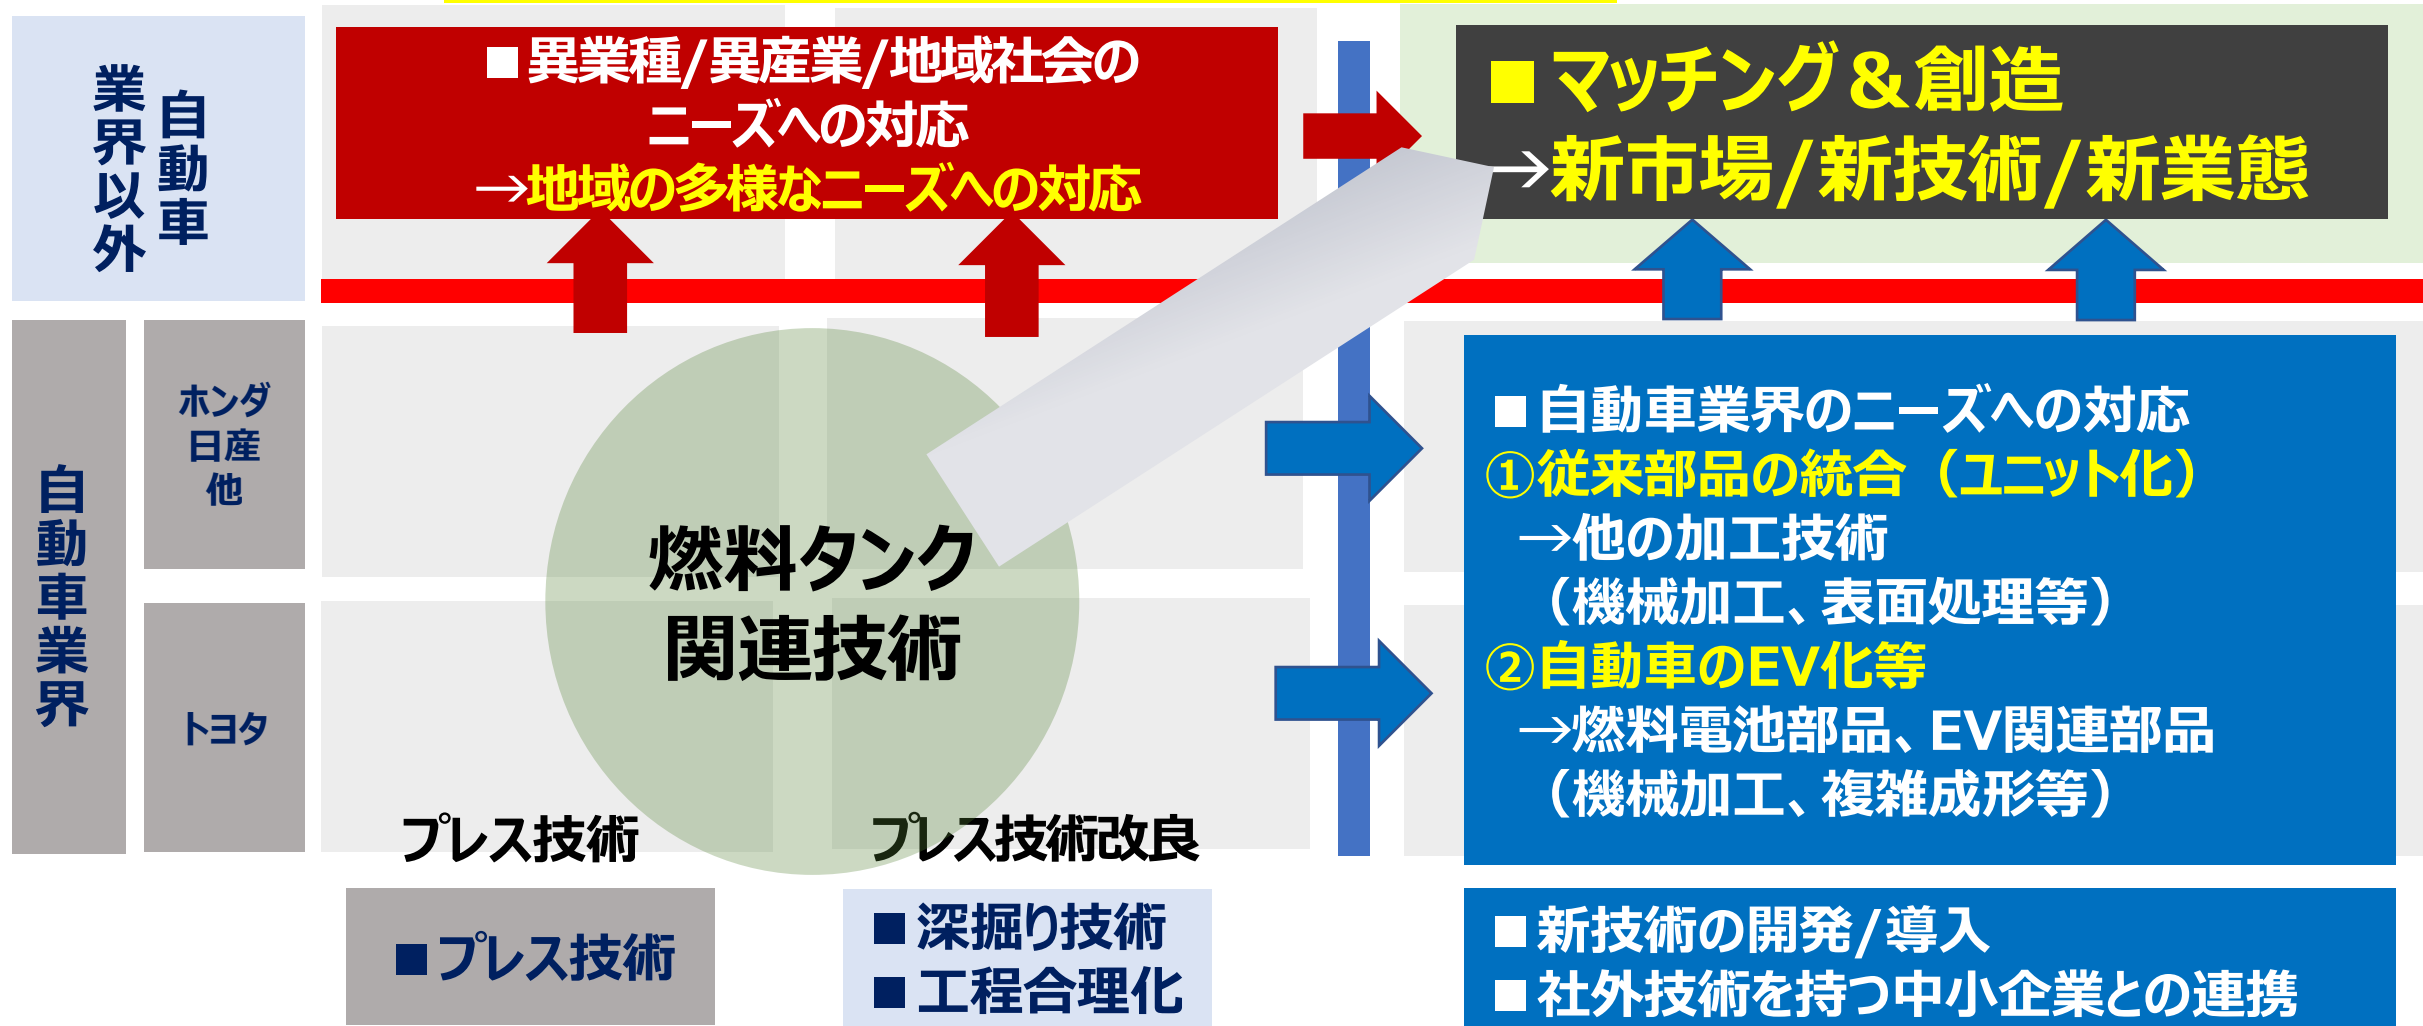 ■異業種/異産業/地域社会の
ニーズへの対応
→地域の多様なニーズへの対応
■マッチング＆創造
→新市場/新技術/新業態
自動車
業界以外
自動車業界
ホンダ
日産
他
トヨタ
燃料タンク
関連技術
■自動車業界のニーズへの対応
①従来部品の統合（ユニット化）
→他の加工技術
（機械加工、表面処理等）
②自動車のEV化等
→燃料電池部品、EV関連部品
（機械加工、複雑成形等）
プレス技術
プレス技術改良
■プレス技術
■深掘り技術
■工程合理化
■新技術の開発/導入
■社外技術を持つ中小企業との連携